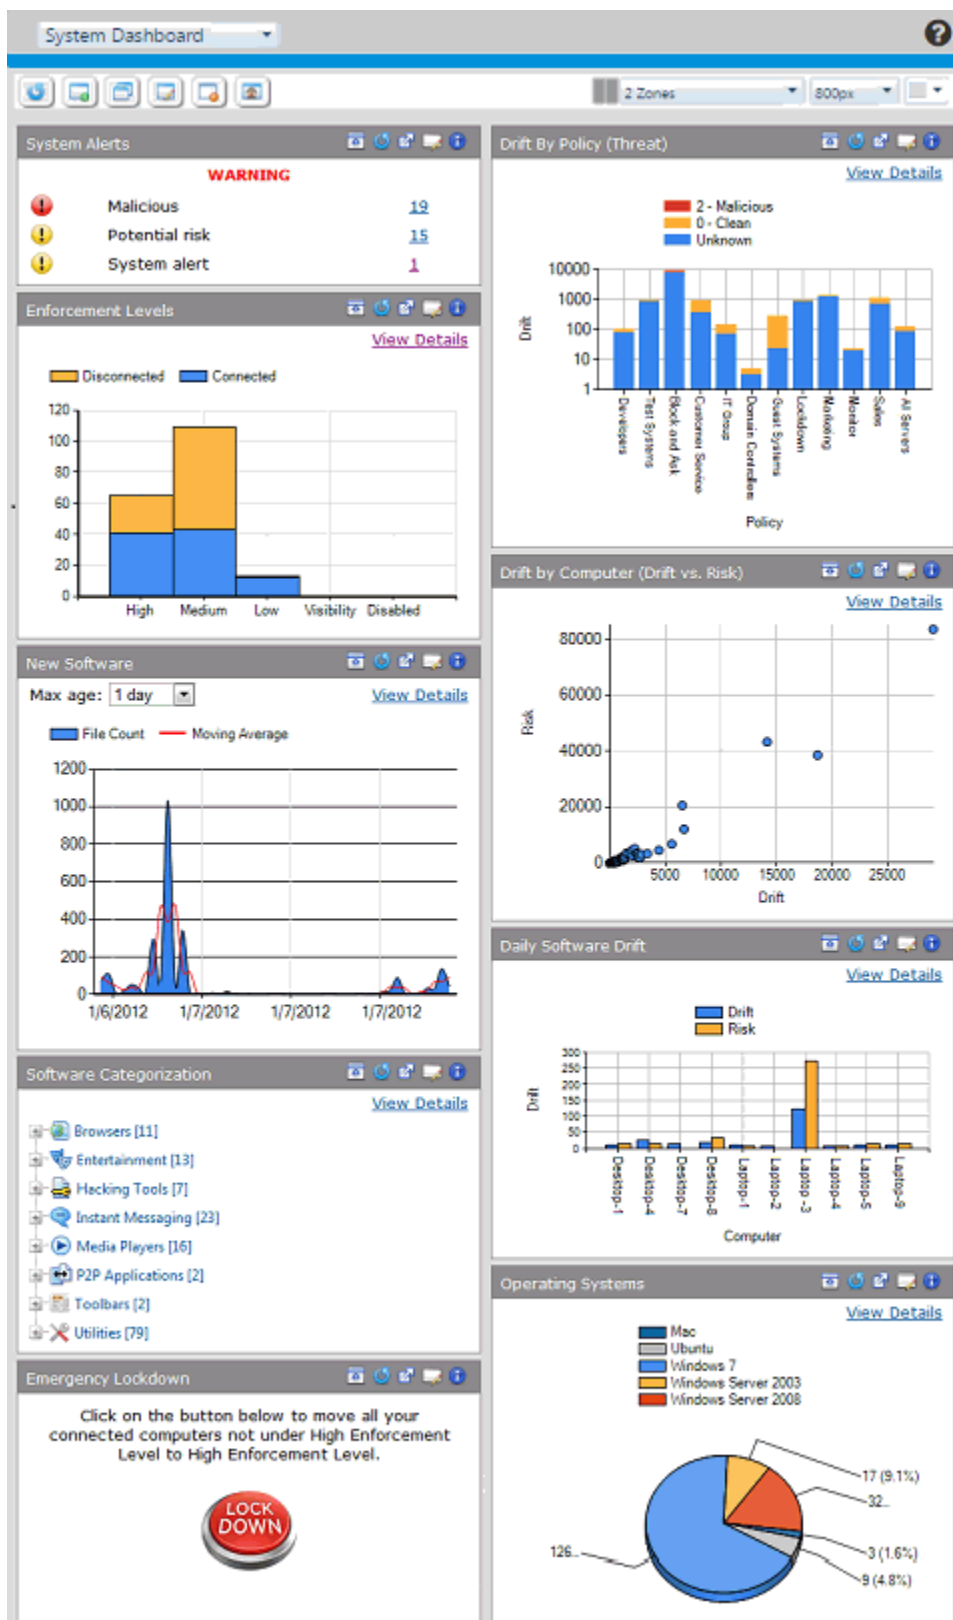 System Dashboard
?
2 Zones
800px
System Alerts
WARNING
Malicious 19
Potential risk 15
System alert 1
Enforcement Levels
View Details
Disconnected Connected
120
100
80
60
40
20
0
High Medium Low Visibility Disabled
New Software
Max age: 1 day View Details
File Count Moving Average
1200
1000
800
600
400
200
0
1/6/2012 1/7/2012 1/7/2012 1/7/2012
Software Categorization
View Details
Browsers [11]
Entertainment [13]
Hacking Tools [7]
Instant Messaging [23]
Media Players [16]
P2P Applications [2]
Toolbars [2]
Utilities [79]
Emergency Lockdown
Click on the button below to move all your
connected computers not under High Enforcement
Level to High Enforcement Level.
LOCK
DOWN
Drift By Policy (Threat)
View Details
2 - Malicious
0 - Clean
Unknown
10000
1000
100
10
1
Drift
Developers
Test Systems
Block and Ask
Customer Service
IT Group
Domain Controllers
Guest Systems
Lockdown
Marketing
Monitor
Sales
All Servers
Policy
Drift by Computer (Drift vs. Risk)
View Details
80000
60000
40000
20000
0
Risk
5000 10000 15000 20000 25000
Drift
Daily Software Drift
View Details
Drift
Risk
300
250
200
150
100
50
0
Drift
Desktop-1
Desktop-4
Desktop-7
Desktop-8
Laptop-1
Laptop-2
Laptop -3
Laptop-4
Laptop-5
Laptop-9
Computer
Operating Systems
View Details
Mac
Ubuntu
Windows 7
Windows Server 2003
Windows Server 2008
17 (9.1%)
32..
3 (1.6%)
9 (4.8%)
126..